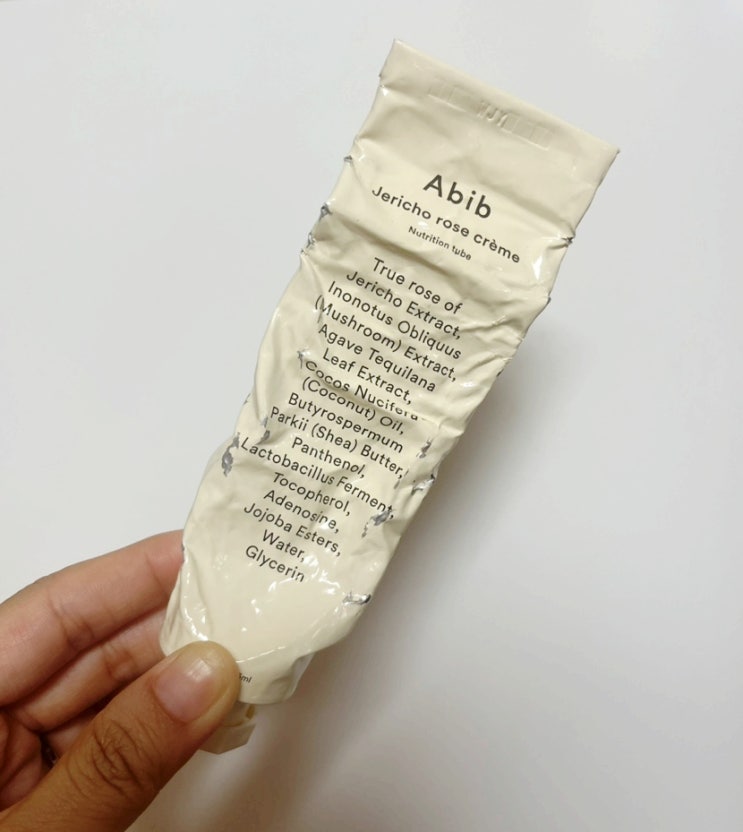 Abib
Jericho rose crème
Nutrition tube
True rose of
Jericho Extract,
Inonotus Obliquus
(Mushroom) Extract,
Agave Tequilana
Leaf Extract,
Cocos Nucifera
(Coconut) Oil,
Butyrospermum
Parkii (Shea) Butter,
Panthenol,
Lactobacillus Ferment,
Tocopherol,
Adenosine,
Jojoba Esters,
Water,
Glycerin
ml